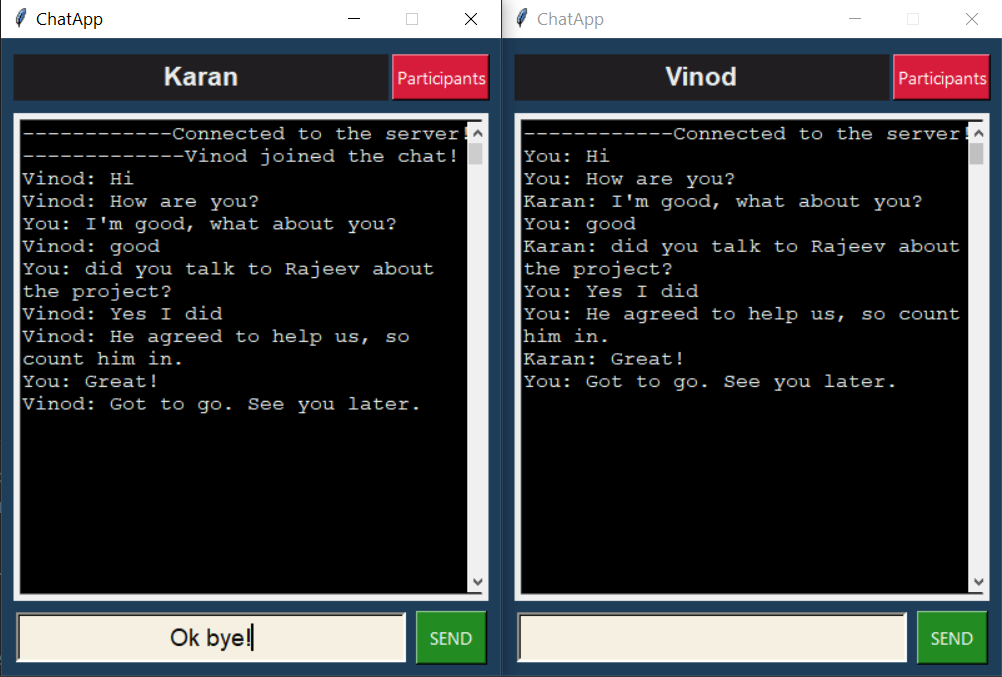 ChatApp
Karan
Participants
------------Connected to the server!
-------------Vinod joined the chat!
Vinod: Hi
Vinod: How are you?
You: I'm good, what about you?
Vinod: good
You: did you talk to Rajeev about
the project?
Vinod: Yes I did
Vinod: He agreed to help us, so
count him in.
You: Great!
Vinod: Got to go. See you later.
Ok bye!
SEND
ChatApp
Vinod
Participants
------------Connected to the server!
You: Hi
You: How are you?
Karan: I'm good, what about you?
You: good
Karan: did you talk to Rajeev about
the project?
You: Yes I did
You: He agreed to help us, so count
him in.
Karan: Great!
You: Got to go. See you later.
SEND